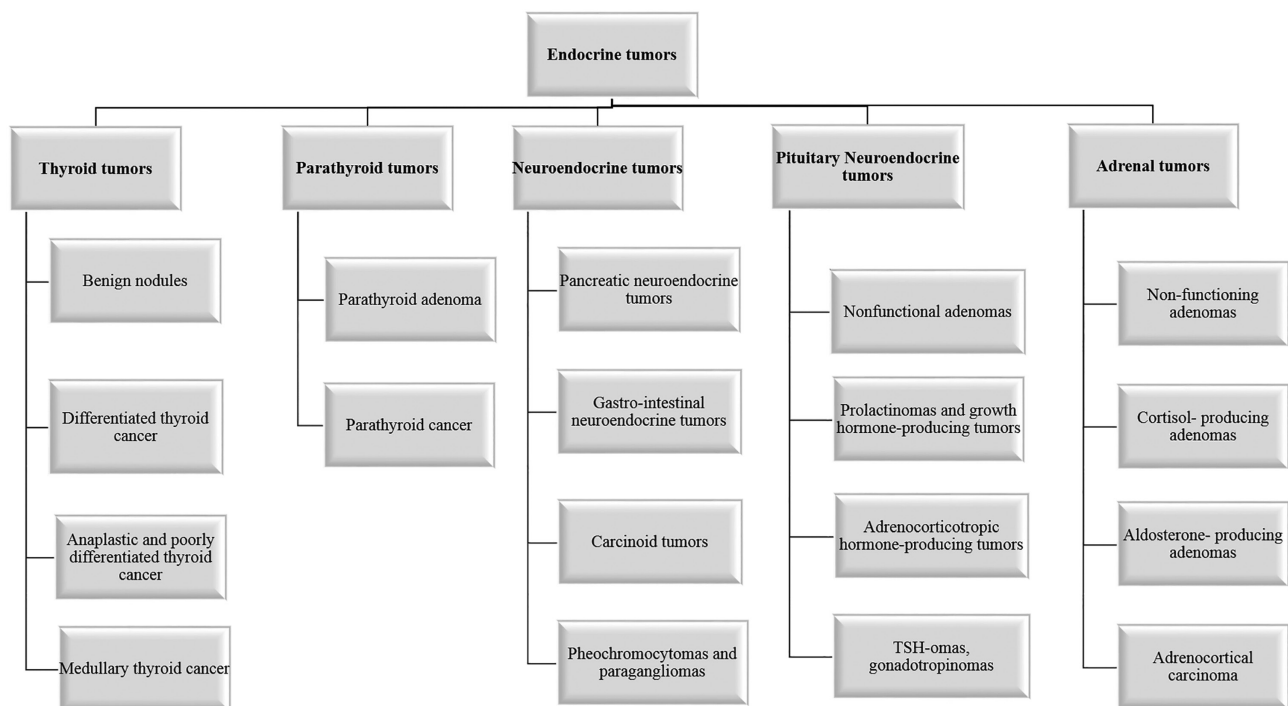 Endocrine tumors
Thyroid tumors
Benign nodules
Differentiated thyroid
cancer
Anaplastic and poorly
differentiated thyroid
cancer
Medullary thyroid cancer
Parathyroid tumors
Parathyroid adenoma
Parathyroid cancer
Neuroendocrine tumors
Pancreatic neuroendocrine
tumors
Gastro-intestinal
neuroendocrine tumors
Carcinoid tumors
Pheochromocytomas and
paragangliomas
Pituitary Neuroendocrine
tumors
Nonfunctional adenomas
Prolactinomas and growth
hormone-producing tumors
Adrenocorticotropic
hormone-producing tumors
TSH-omas,
gonadotropinomas
Adrenal tumors
Non-functioning
adenomas
Cortisol- producing
adenomas
Aldosterone- producing
adenomas
Adrenocortical
carcinoma